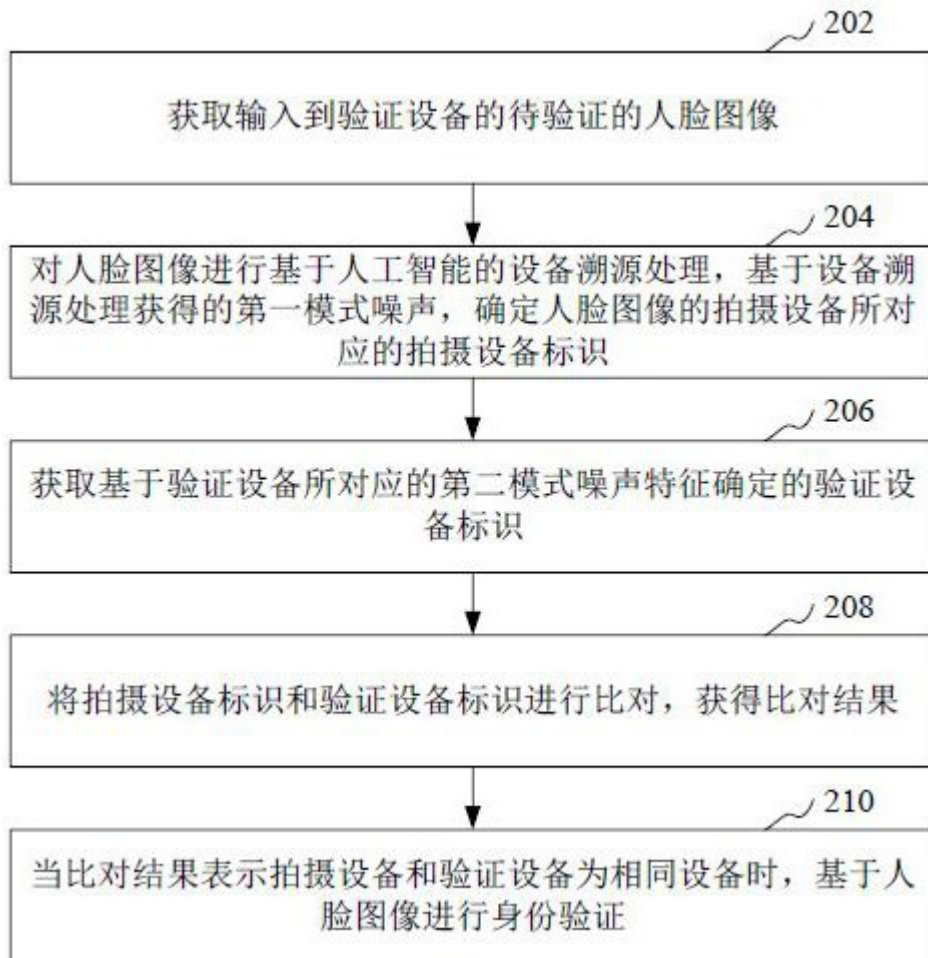 202
获取输入到验证设备的待验证的人脸图像
204
对人脸图像进行基于人工智能的设备溯源处理，基于设备溯
源处理获得的第一模式噪声，确定人脸图像的拍摄设备所对
应的拍摄设备标识
206
获取基于验证设备所对应的第二模式噪声特征确定的验证设
备标识
208
将拍摄设备标识和验证设备标识进行比对，获得比对结果
210
当比对结果表示拍摄设备和验证设备为相同设备时，基于人
脸图像进行身份验证